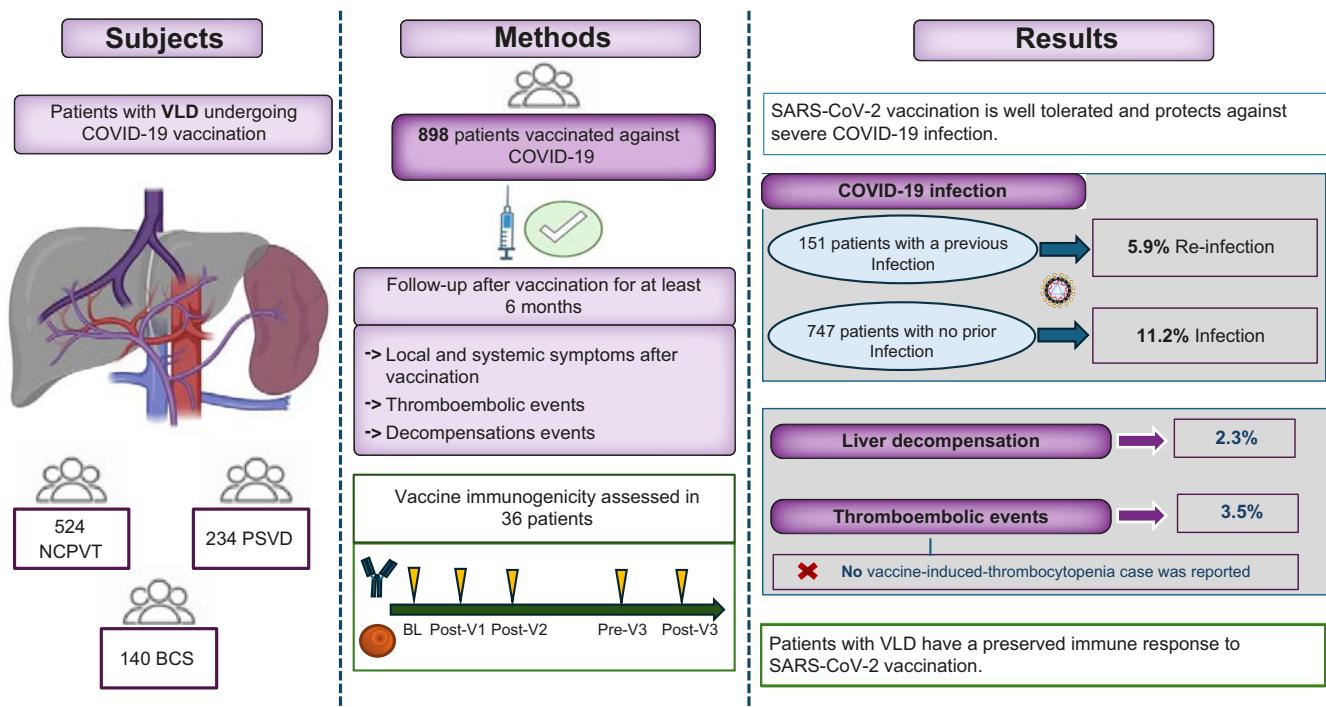 Subjects
Patients with VLD undergoing
COVID-19 vaccination
524
NCPVT
234 PSVD
140 BCS
Methods
898 patients vaccinated against
COVID-19
Follow-up after vaccination for at least
6 months
-> Local and systemic symptoms after
vaccination
-> Thromboembolic events
-> Decompensations events
Vaccine immunogenicity assessed in
36 patients
BL Post-V1 Post-V2 Pre-V3 Post-V3
Results
SARS-CoV-2 vaccination is well tolerated and protects against
severe COVID-19 infection.
COVID-19 infection
151 patients with a previous
Infection
5.9% Re-infection
747 patients with no prior
Infection
11.2% Infection
Liver decompensation
2.3%
Thromboembolic events
3.5%
No vaccine-induced-thrombocytopenia case was reported
Patients with VLD have a preserved immune response to
SARS-CoV-2 vaccination.